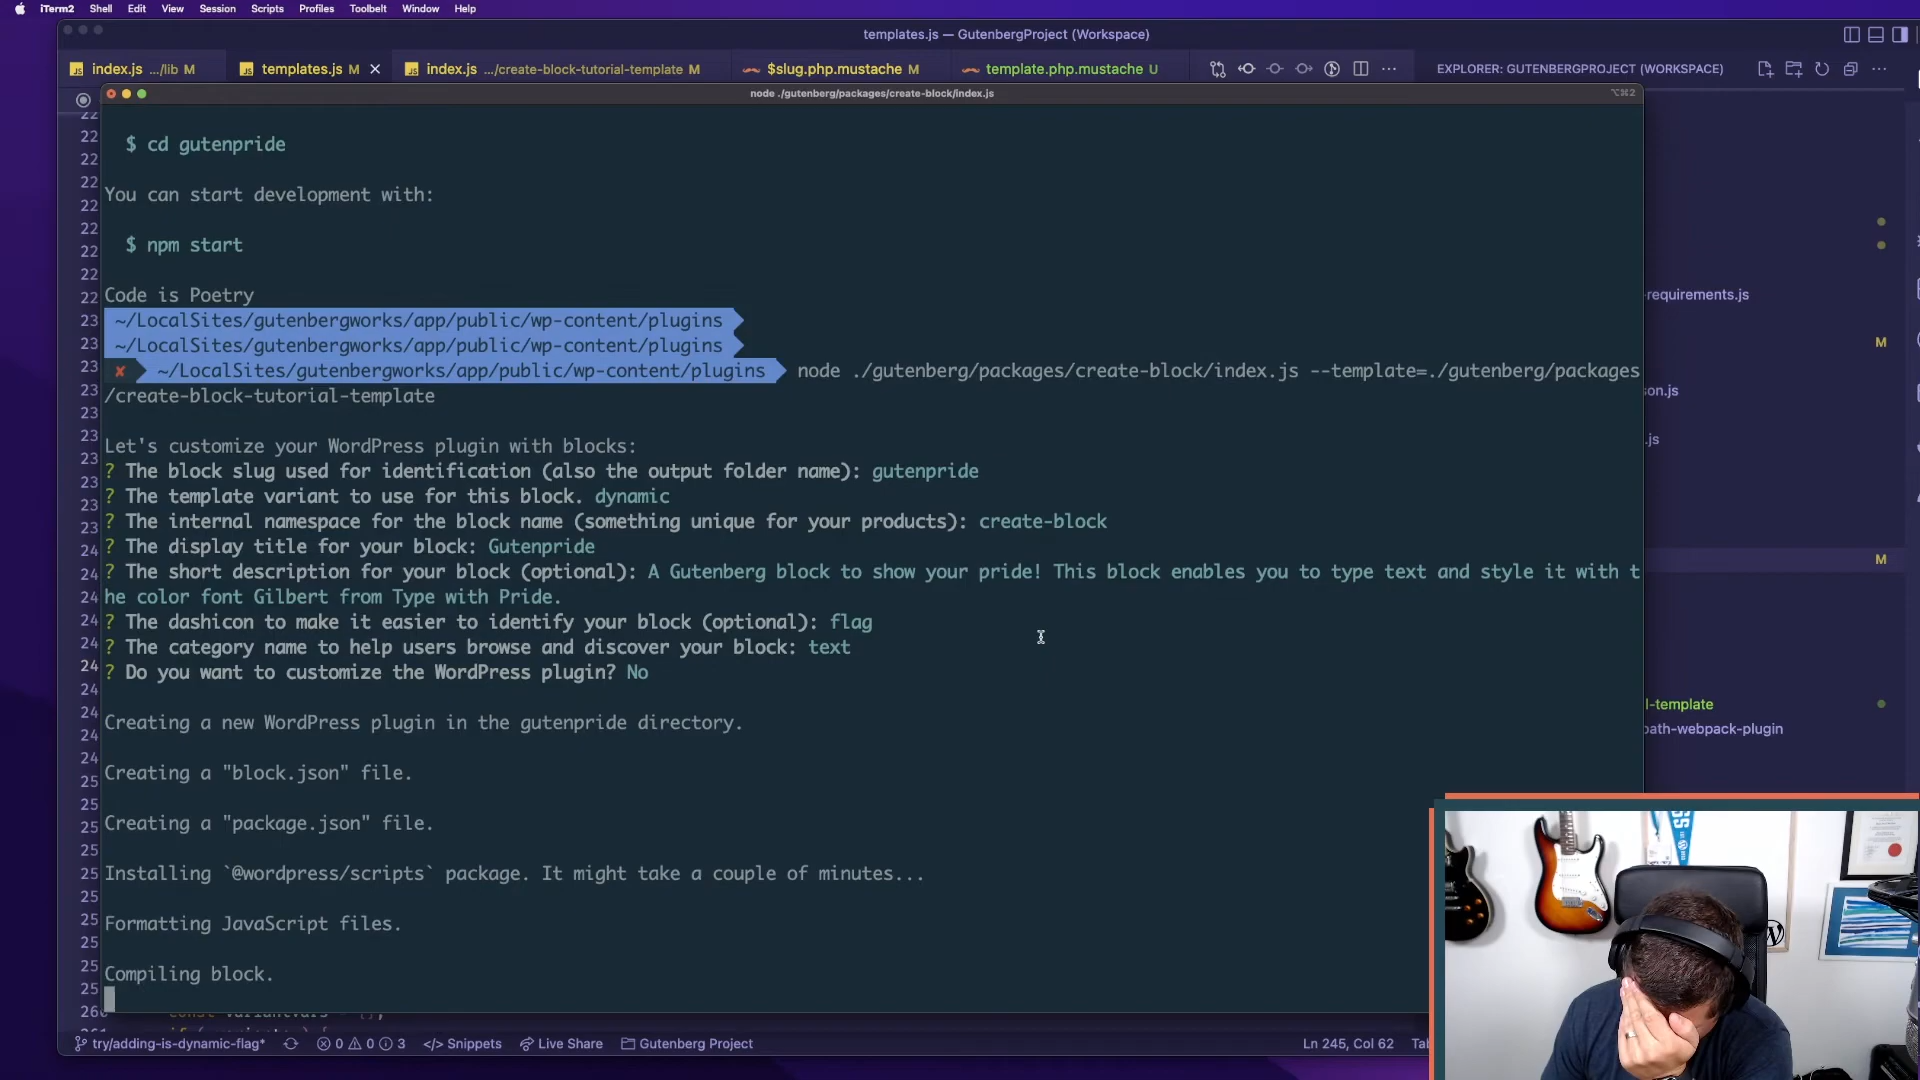 iTerm2 Shell Edit View Session Scripts Profiles Toolbelt Window Help
templates.js — GutenbergProject (Workspace)
index.js .../lib M
templates.js M
index.js .../create-block-tutorial-template M
$slug.php.mustache M
template.php.mustache U
EXPLORER: GUTENBERGPROJECT (WORKSPACE)
node ./gutenberg/packages/create-block/index.js
⌥⌘2
$ cd gutenpride
You can start development with:
$ npm start
Code is Poetry
~/LocalSites/gutenbergworks/app/public/wp-content/plugins
~/LocalSites/gutenbergworks/app/public/wp-content/plugins
✘ ~/LocalSites/gutenbergworks/app/public/wp-content/plugins node ./gutenberg/packages/create-block/index.js --template=./gutenberg/packages
/create-block-tutorial-template
Let's customize your WordPress plugin with blocks:
? The block slug used for identification (also the output folder name): gutenpride
? The template variant to use for this block. dynamic
? The internal namespace for the block name (something unique for your products): create-block
? The display title for your block: Gutenpride
? The short description for your block (optional): A Gutenberg block to show your pride! This block enables you to type text and style it with t
he color font Gilbert from Type with Pride.
? The dashicon to make it easier to identify your block (optional): flag
? The category name to help users browse and discover your block: text
? Do you want to customize the WordPress plugin? No
Creating a new WordPress plugin in the gutenpride directory.
Creating a "block.json" file.
Creating a "package.json" file.
Installing `@wordpress/scripts` package. It might take a couple of minutes...
Formatting JavaScript files.
Compiling block.
-requirements.js
M
.js
M
l-template
path-webpack-plugin
try/adding-is-dynamic-flag*
0 0 3
</> Snippets
Live Share
Gutenberg Project
Ln 245, Col 62